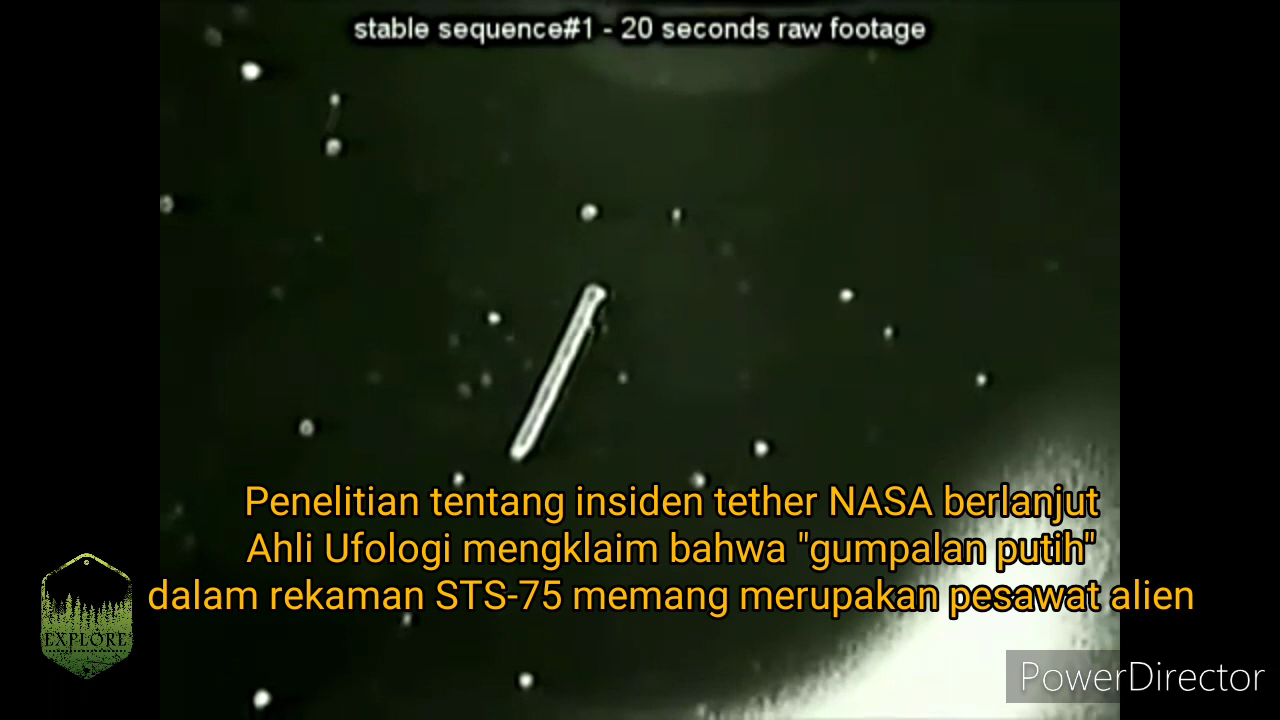 stable sequence#1 - 20 seconds raw footage
Penelitian tentang insiden tether NASA berlanjut
Ahli Ufologi mengklaim bahwa "gumpalan putih"
dalam rekaman STS-75 memang merupakan pesawat alien
EXPLORE
PowerDirector